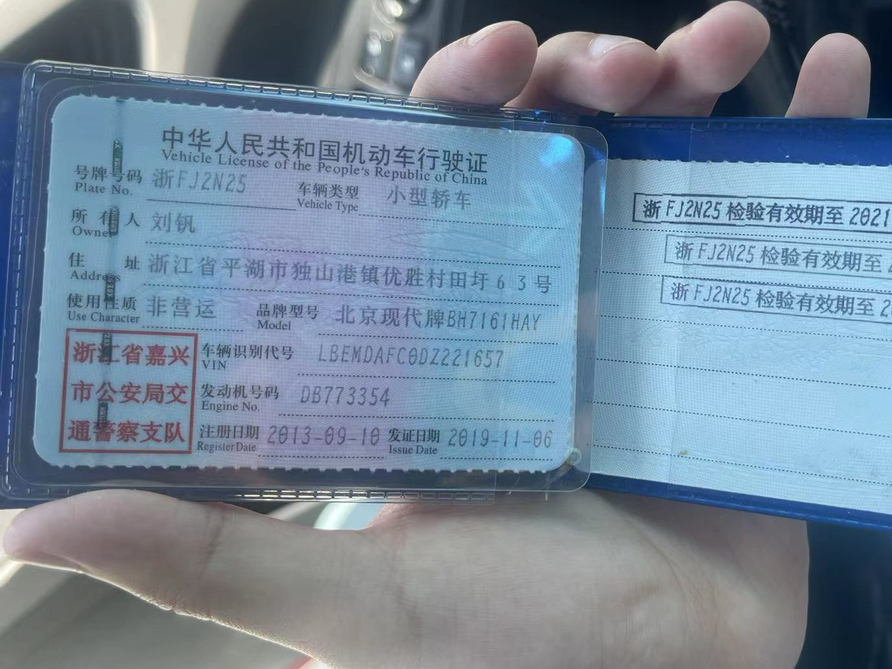 中华人民共和国机动车行驶证
Vehicle License of the People's Republic of China
号牌号码 浙FJ2N25 车辆类型 小型轿车
Plate No. Vehicle Type
所有人 刘钒
Owner
住址 浙江省平湖市独山港镇优胜村田圩63号
Address
使用性质 非营运 品牌型号 北京现代牌BH7161HAY
Use Character Model
浙江省嘉兴
市公安局交
通警察支队
车辆识别代号 LBEMDAFC0DZ221657
VIN
发动机号码 DB773354
Engine No.
注册日期 2013-09-10 发证日期 2019-11-06
Register Date Issue Date
浙FJ2N25检验有效期至2021
浙FJ2N25检验有效期至
浙FJ2N25检验有效期至